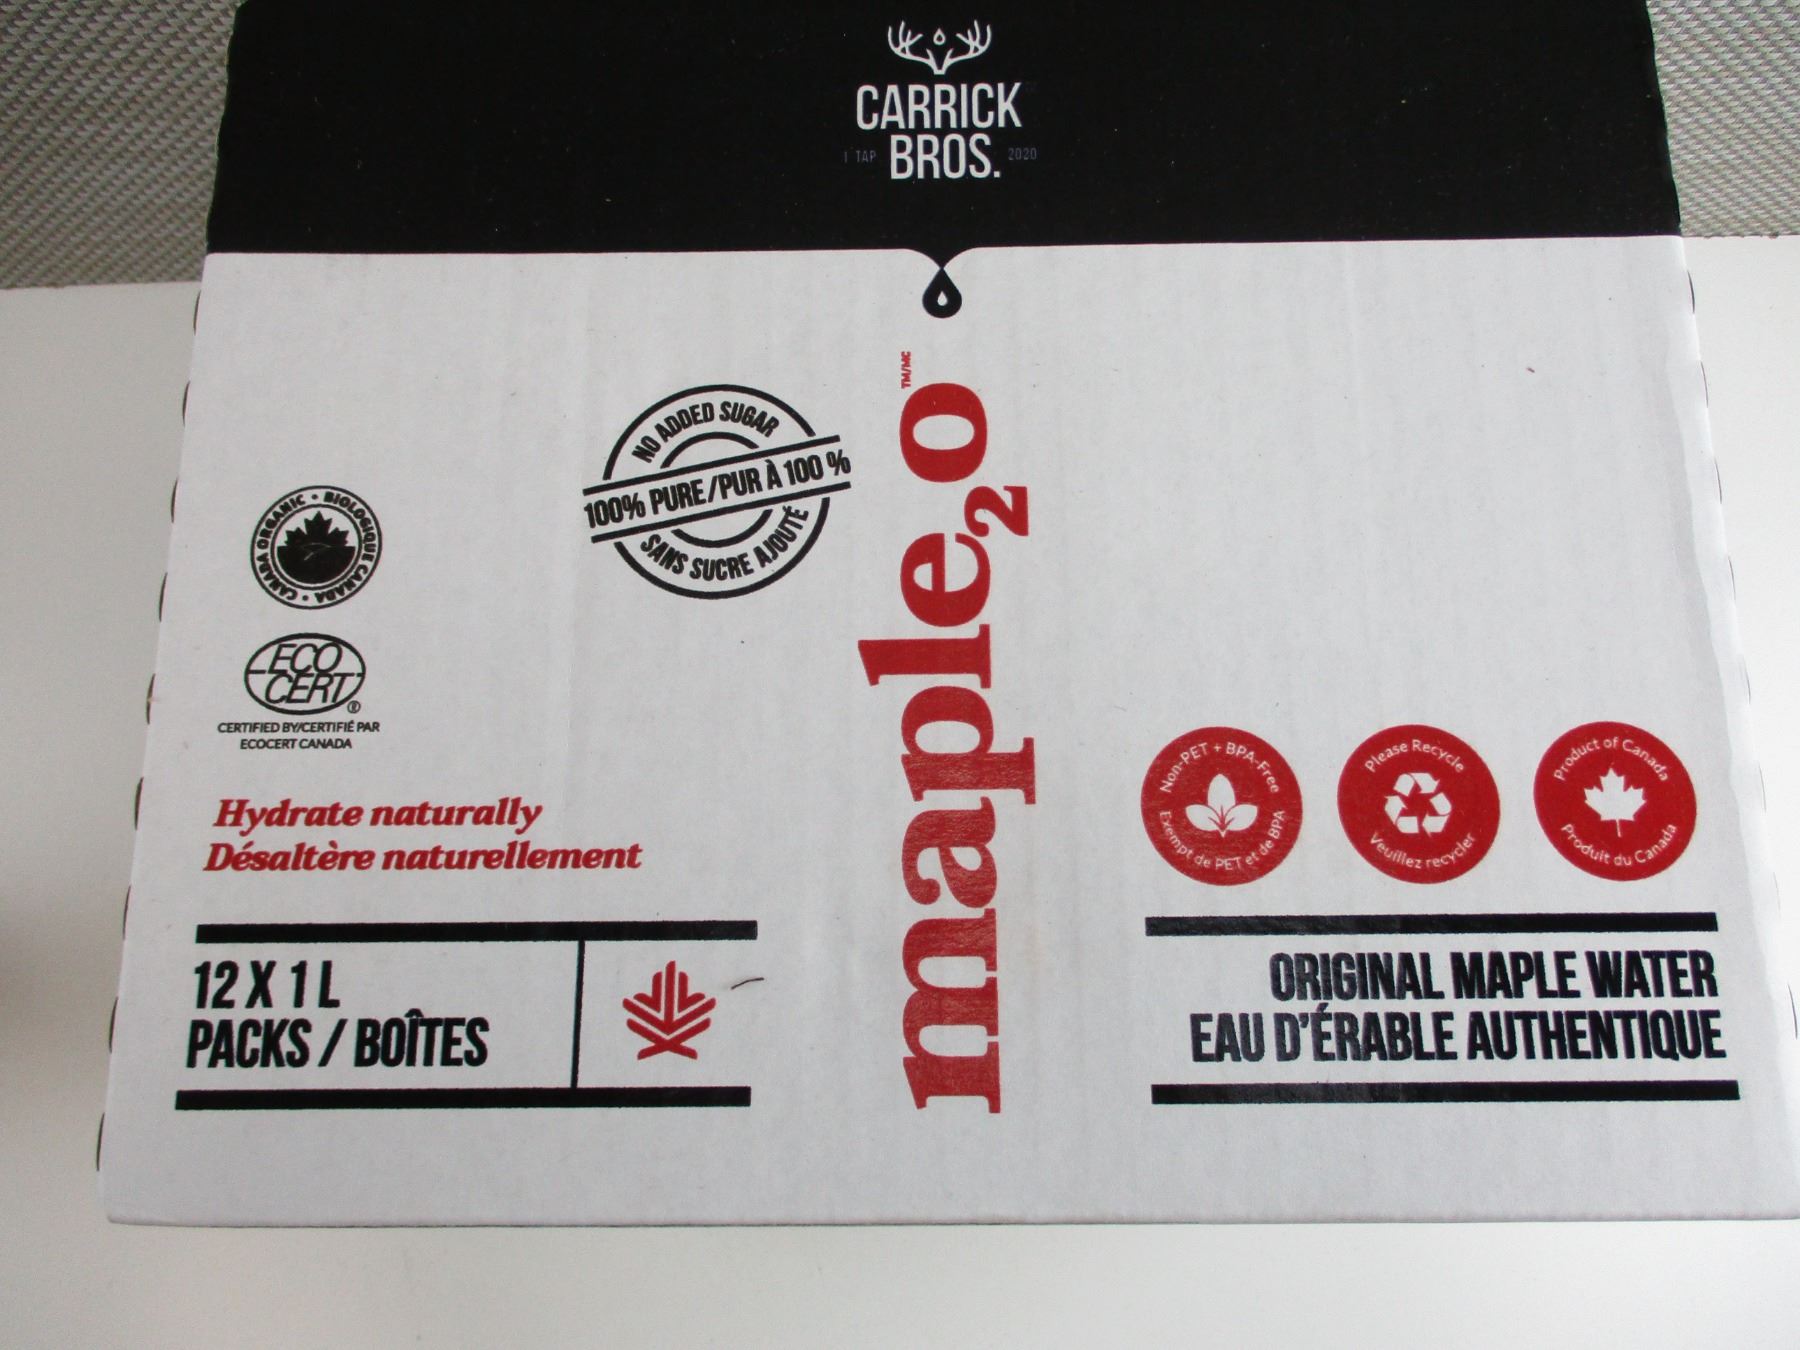 CARRICK
1 TAP BROS. 2020
maple2o TM/MC
NO ADDED SUGAR
100% PURE/PUR À 100 %
SANS SUCRE AJOUTÉ
CANADA ORGANIC • BIOLOGIQUE CANADA •
ECO
CERT ®
CERTIFIED BY/CERTIFIÉ PAR
ECOCERT CANADA
Hydrate naturally
Désaltère naturellement
12 X 1 L
PACKS / BOÎTES
Non-PET + BPA-Free
Exempt de PET et de BPA
Please Recycle
Veuillez recycler
Product of Canada
Produit du Canada
ORIGINAL MAPLE WATER
EAU D'ÉRABLE AUTHENTIQUE